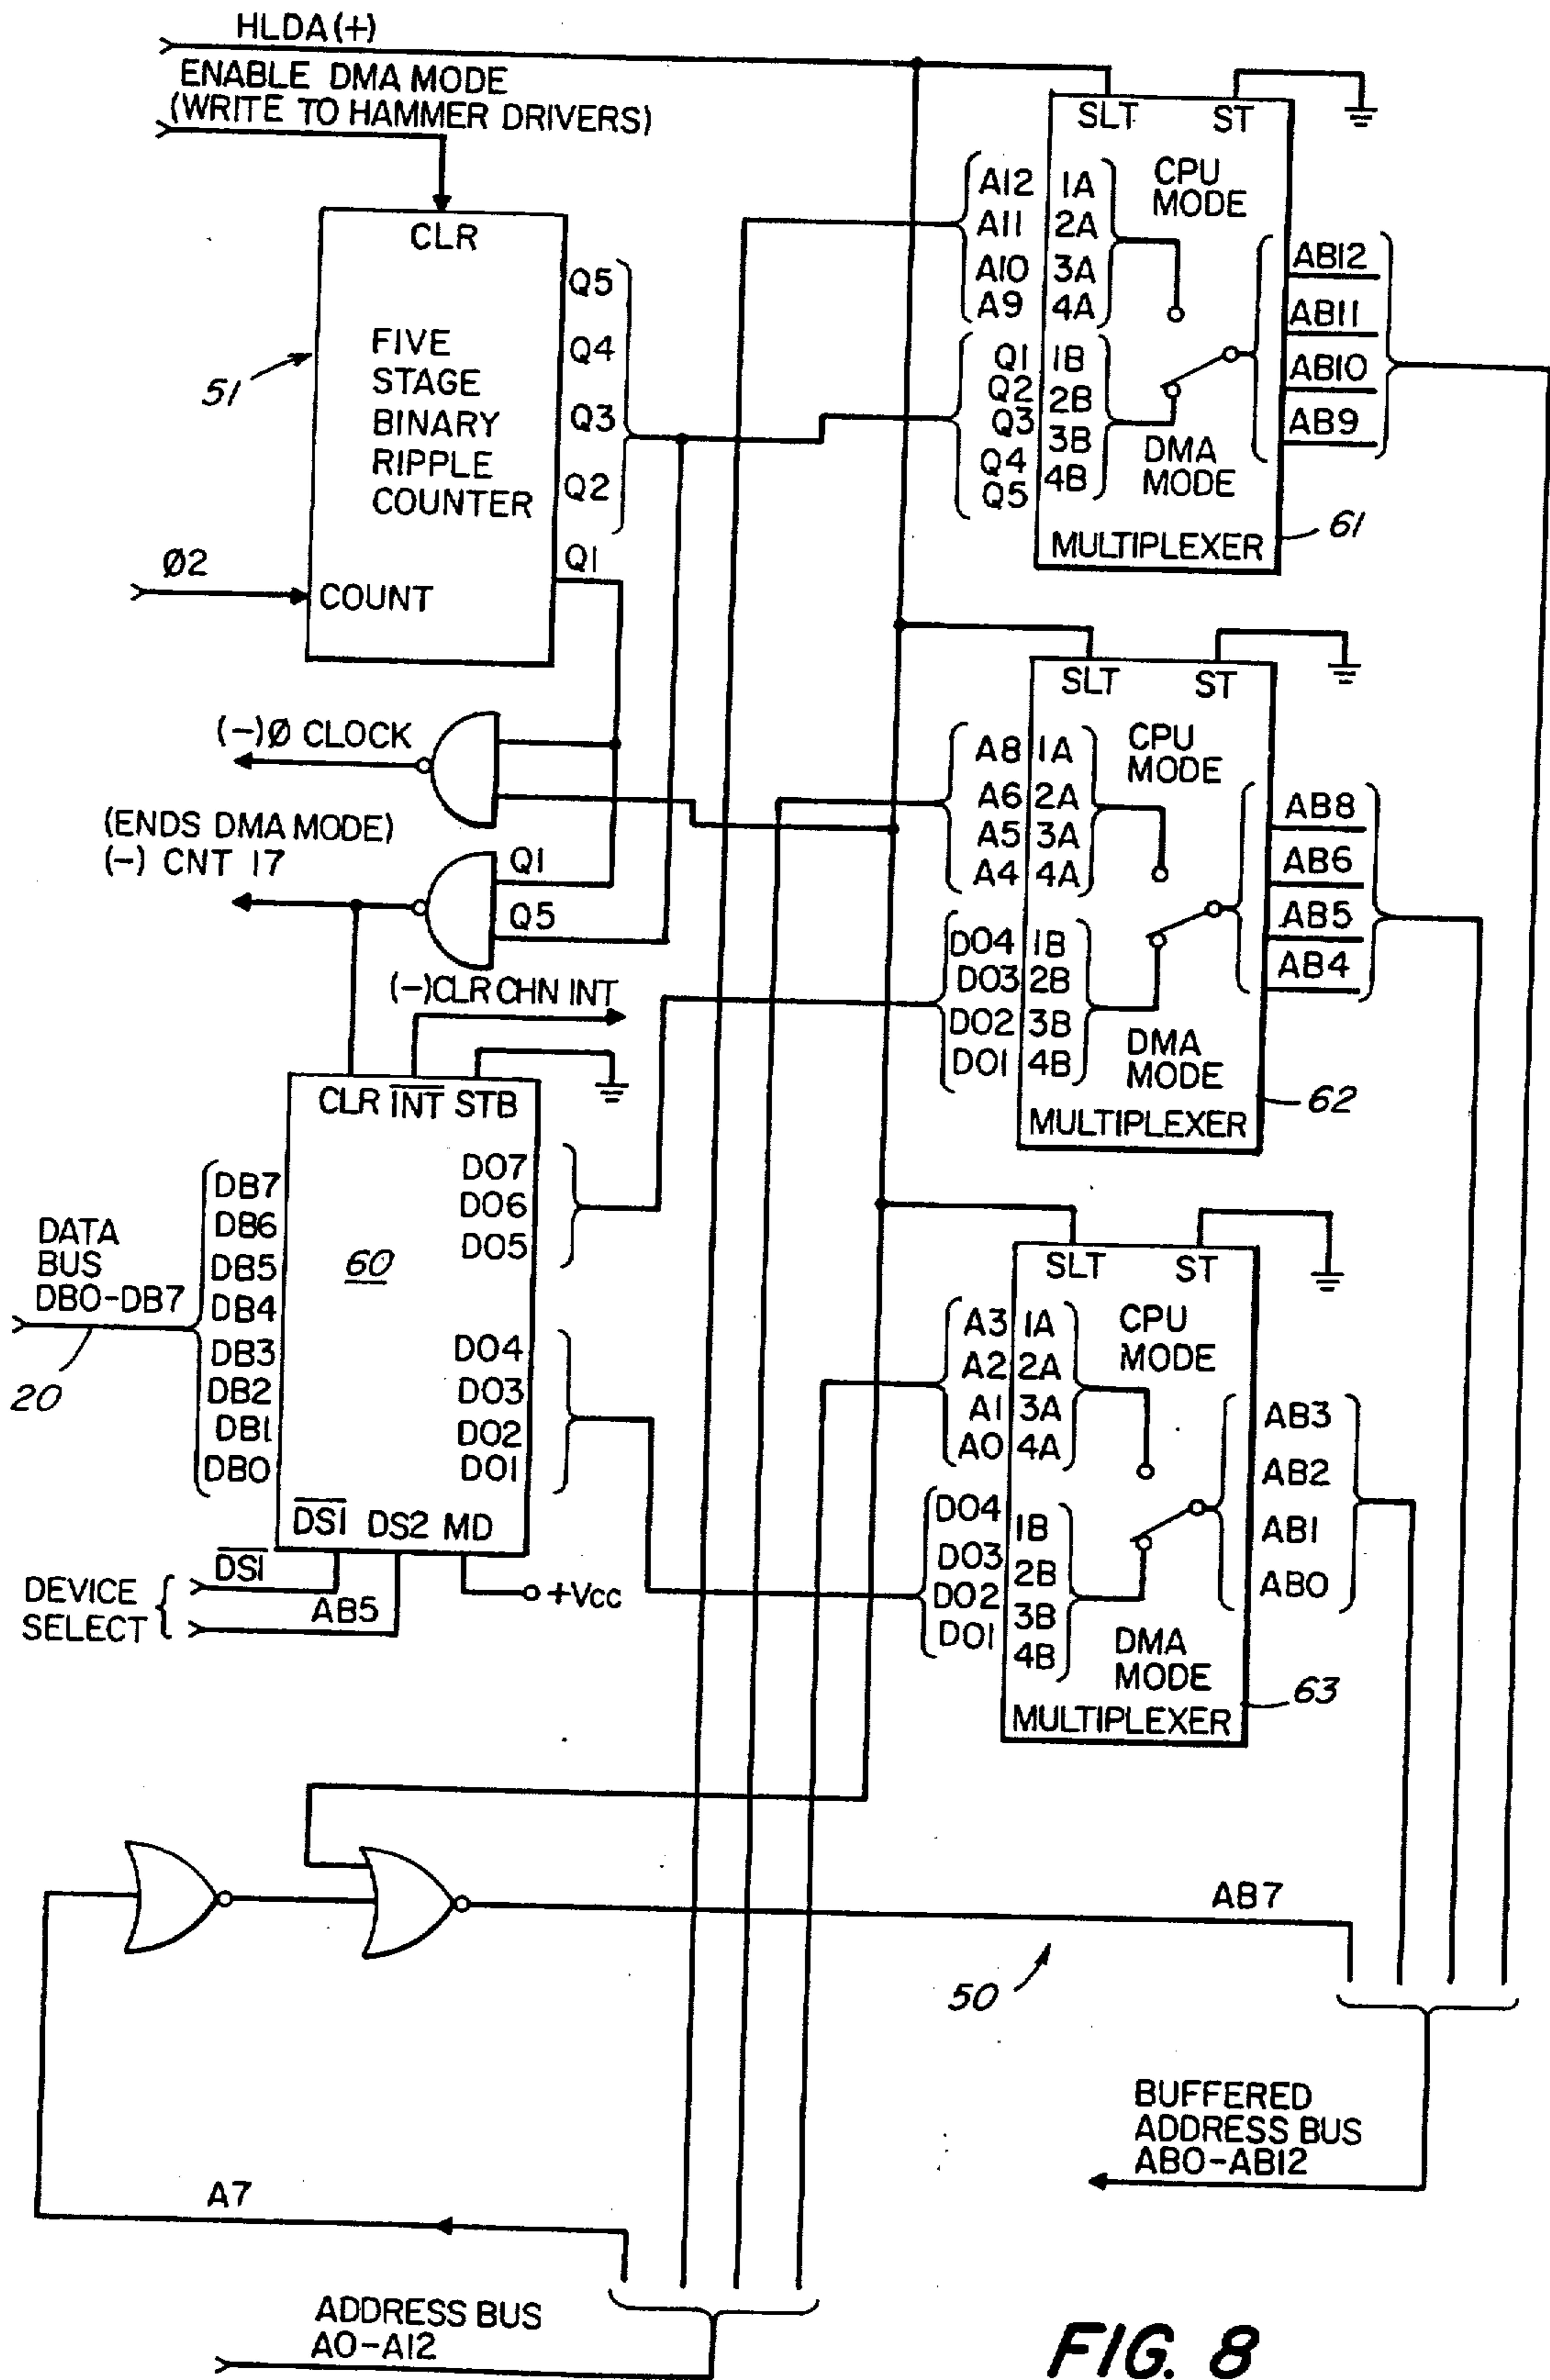 HLDA (+)
ENABLE DMA MODE
(WRITE TO HAMMER DRIVERS)
CLR
FIVE
STAGE
BINARY
RIPPLE
COUNTER
COUNT
Q5
Q4
Q3
Q2
Q1
51
Ø2
(-)Ø CLOCK
(ENDS DMA MODE)
(-) CNT 17
Q1
Q5
(-)CLR CHN INT
CLR INT STB
DATA
BUS
DB0-DB7
20
DB7
DB6
DB5
DB4
DB3
DB2
DB1
DB0
60
DO7
DO6
DO5
DO4
DO3
DO2
DO1
DS1 DS2 MD
DEVICE
SELECT
DS1
AB5
+Vcc
SLT ST
A12 1A
A11 2A
A10 3A
A9 4A
Q1 1B
Q2 2B
Q3 3B
Q4 4B
Q5
CPU
MODE
DMA
MODE
MULTIPLEXER
61
AB12
AB11
AB10
AB9
SLT ST
A8 1A
A6 2A
A5 3A
A4 4A
DO4 1B
DO3 2B
DO2 3B
DO1 4B
CPU
MODE
DMA
MODE
MULTIPLEXER
62
AB8
AB6
AB5
AB4
SLT ST
A3 1A
A2 2A
A1 3A
A0 4A
DO4 1B
DO3 2B
DO2 3B
DO1 4B
CPU
MODE
DMA
MODE
MULTIPLEXER
63
AB3
AB2
AB1
AB0
AB7
50
A7
BUFFERED
ADDRESS BUS
AB0-AB12
ADDRESS BUS
A0-A12
FIG. 8